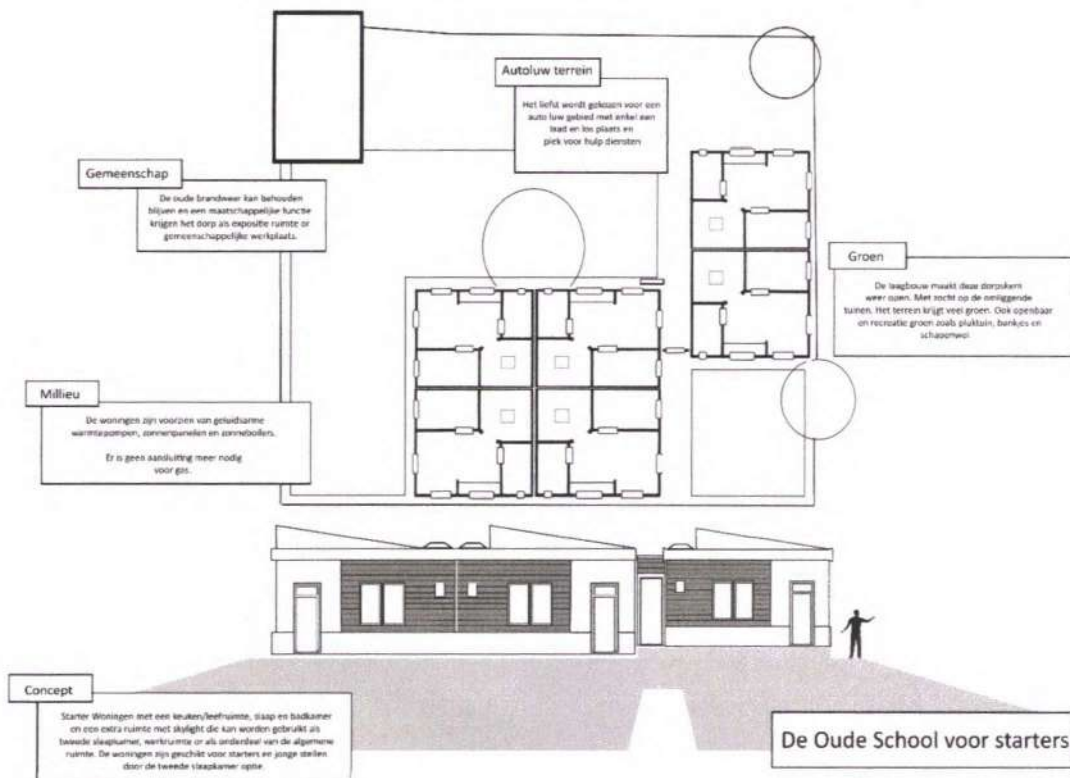 Autoluw terrein
Het liefst wordt gekozen voor een
auto luw gebied met enkel een
laad en los plaats en
plek voor hulp diensten
Gemeenschap
De oude brandweer kan behouden
blijven en een maatschappelijke functie
krijgen het dorp als expositie ruimte or
gemeenschappelijke werkplaats.
Groen
De laagbouw maakt deze dorpskern
weer open. Met zocht op de omliggende
tuinen. Het terrein krijgt veel groen. Ook openbaar
en recreatie groen zoals pluktuin, bankjes en
schapenwei
Millieu
De woningen zijn voorzien van geluidsarme
warmtepompen, zonnenpanelen en zonneboilers.
Er is geen aansluiting meer nodig
voor gas.
Concept
Starter Woningen met een keuken/leefruimte, slaap en badkamer
en een extra ruimte met skylight die kan worden gebruikt als
tweede slaapkamer, werkruimte or als onderdeel van de algemene
ruimte. De woningen zijn geschikt voor starters en jonge stellen
door de tweede slaapkamer optie.
De Oude School voor starters